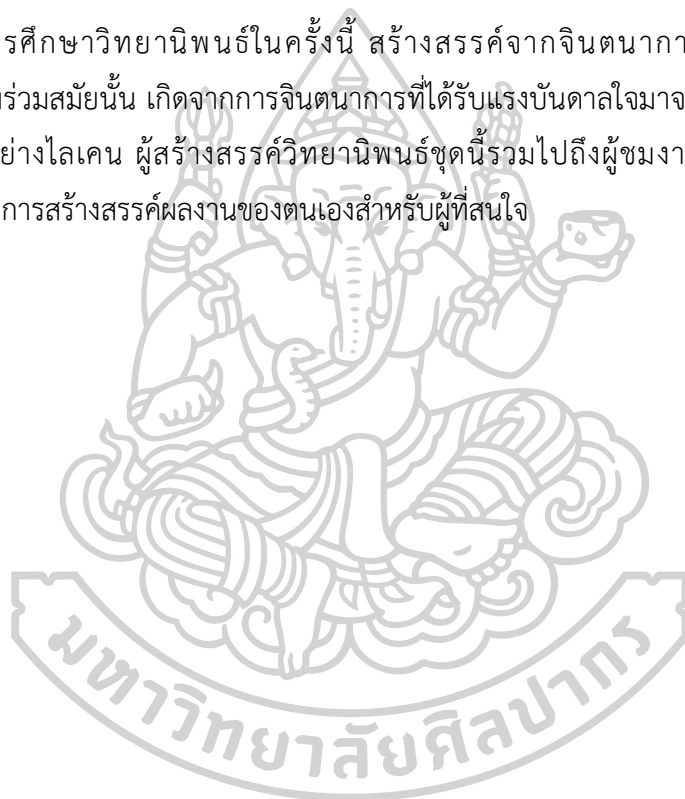 รศึกษาวิทยานิพนธ์ในครั้งนี้ สร้างสรรค์จากจินตนากา
ร่วมสมัยนั้น เกิดจากการจินตนาการที่ได้รับแรงบันดาลใจมาจ
ย่างไลเคน ผู้สร้างสรรค์วิทยานิพนธ์ชุดนี้รวมไปถึงผู้ชมงา
การสร้างสรรค์ผลงานของตนเองสำหรับผู้ที่สนใจ
มหาวิทยาลัยศิลปากร